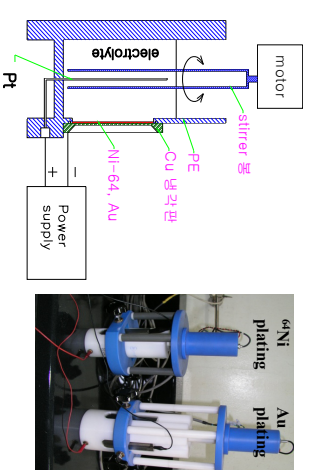 motor
electrolyte
Pt
stirrer 봉
PE
Cu 냉각판
Ni-64, Au
+
−
Power
supply
⁶⁴Ni
plating
Au
plating